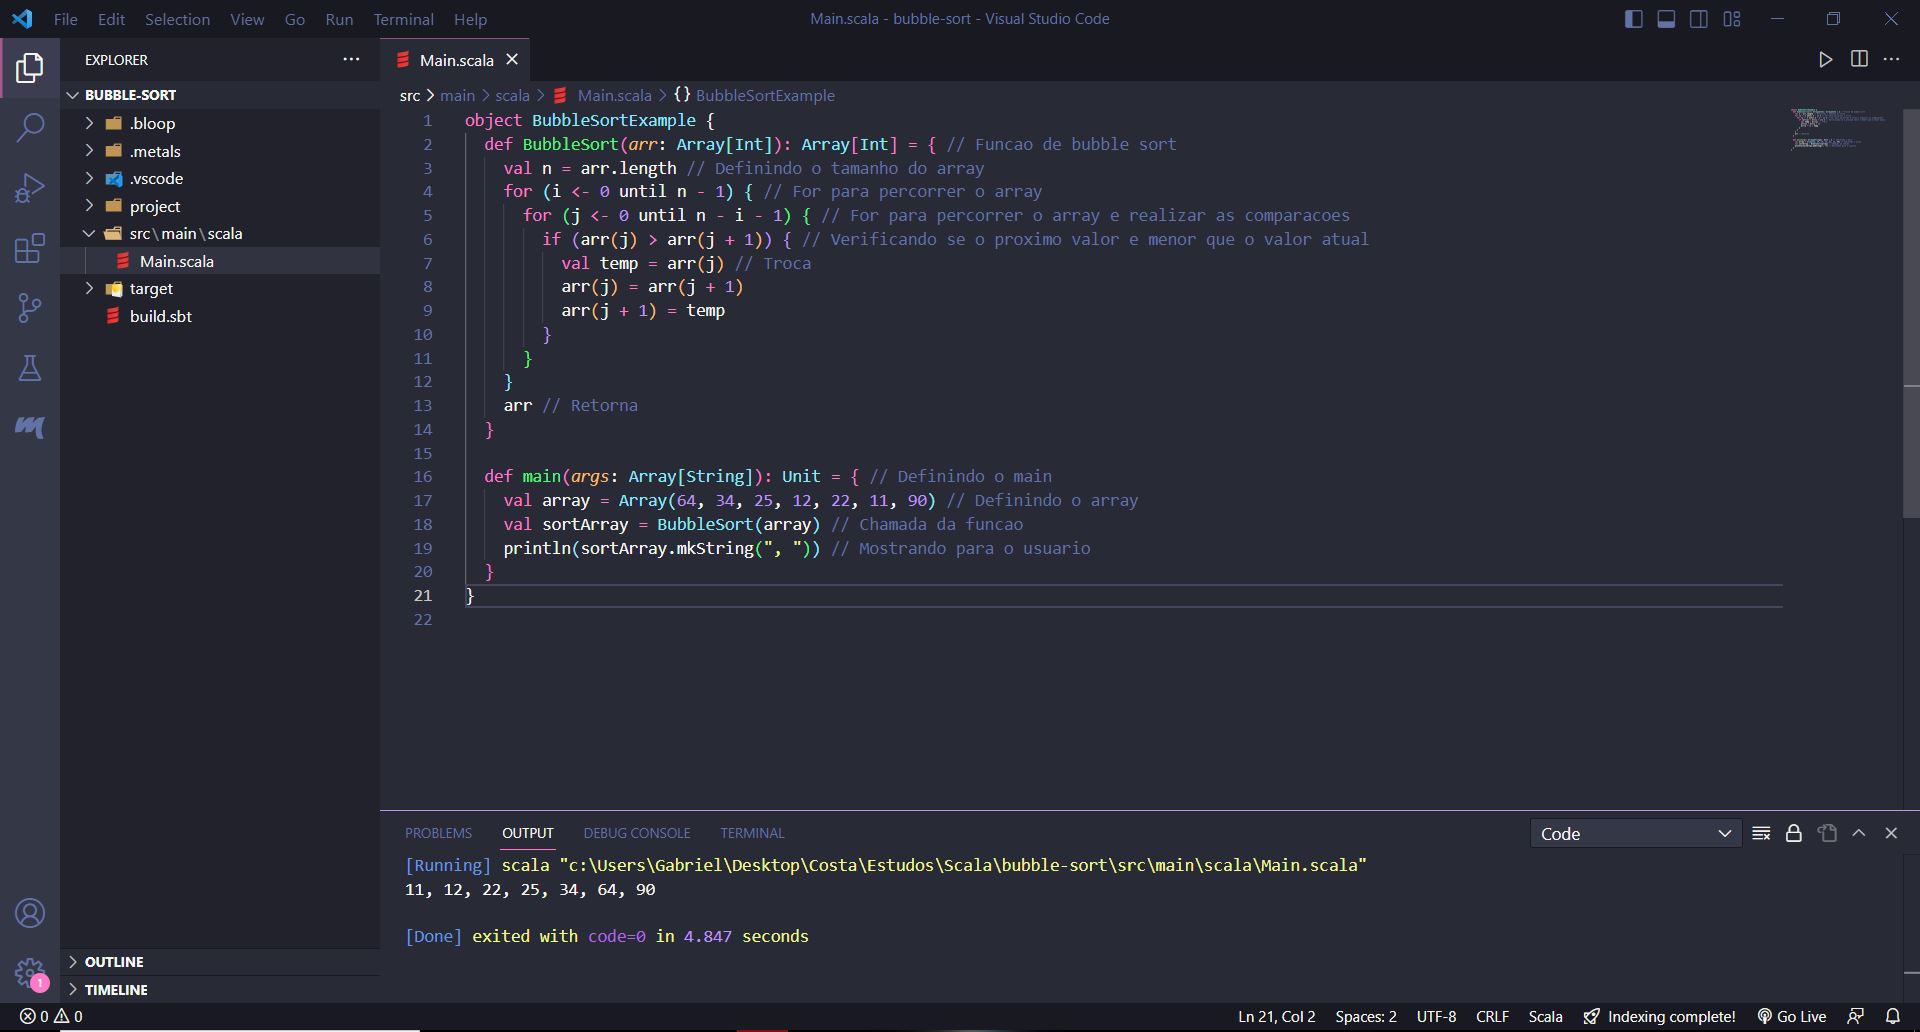 File Edit Selection View Go Run Terminal Help
Main.scala - bubble-sort - Visual Studio Code
EXPLORER
BUBBLE-SORT
.bloop
.metals
.vscode
project
src\main\scala
Main.scala
target
build.sbt
OUTLINE
TIMELINE
1
Main.scala
src > main > scala > Main.scala > {} BubbleSortExample
1 object BubbleSortExample {
2 def BubbleSort(arr: Array[Int]): Array[Int] = { // Funcao de bubble sort
3 val n = arr.length // Definindo o tamanho do array
4 for (i <- 0 until n - 1) { // For para percorrer o array
5 for (j <- 0 until n - i - 1) { // For para percorrer o array e realizar as comparacoes
6 if (arr(j) > arr(j + 1)) { // Verificando se o proximo valor e menor que o valor atual
7 val temp = arr(j) // Troca
8 arr(j) = arr(j + 1)
9 arr(j + 1) = temp
10 }
11 }
12 }
13 arr // Retorna
14 }
15
16 def main(args: Array[String]): Unit = { // Definindo o main
17 val array = Array(64, 34, 25, 12, 22, 11, 90) // Definindo o array
18 val sortArray = BubbleSort(array) // Chamada da funcao
19 println(sortArray.mkString(", ")) // Mostrando para o usuario
20 }
21 }
22
PROBLEMS OUTPUT DEBUG CONSOLE TERMINAL
Code
[Running] scala "c:\Users\Gabriel\Desktop\Costa\Estudos\Scala\bubble-sort\src\main\scala\Main.scala"
11, 12, 22, 25, 34, 64, 90
[Done] exited with code=0 in 4.847 seconds
0 0
Ln 21, Col 2 Spaces: 2 UTF-8 CRLF Scala Indexing complete! Go Live